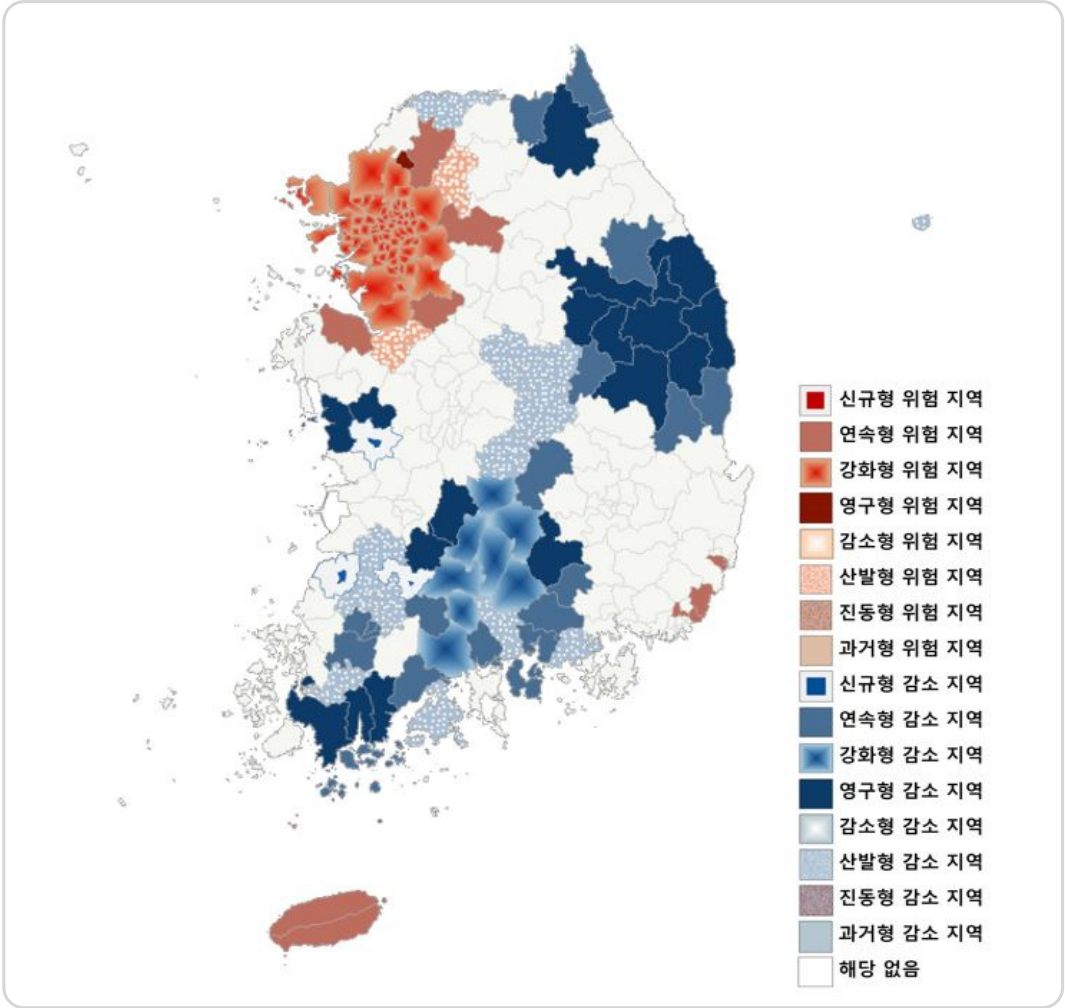 신규형 위험 지역
연속형 위험 지역
강화형 위험 지역
영구형 위험 지역
감소형 위험 지역
산발형 위험 지역
진동형 위험 지역
과거형 위험 지역
신규형 감소 지역
연속형 감소 지역
강화형 감소 지역
영구형 감소 지역
감소형 감소 지역
산발형 감소 지역
진동형 감소 지역
과거형 감소 지역
해당 없음